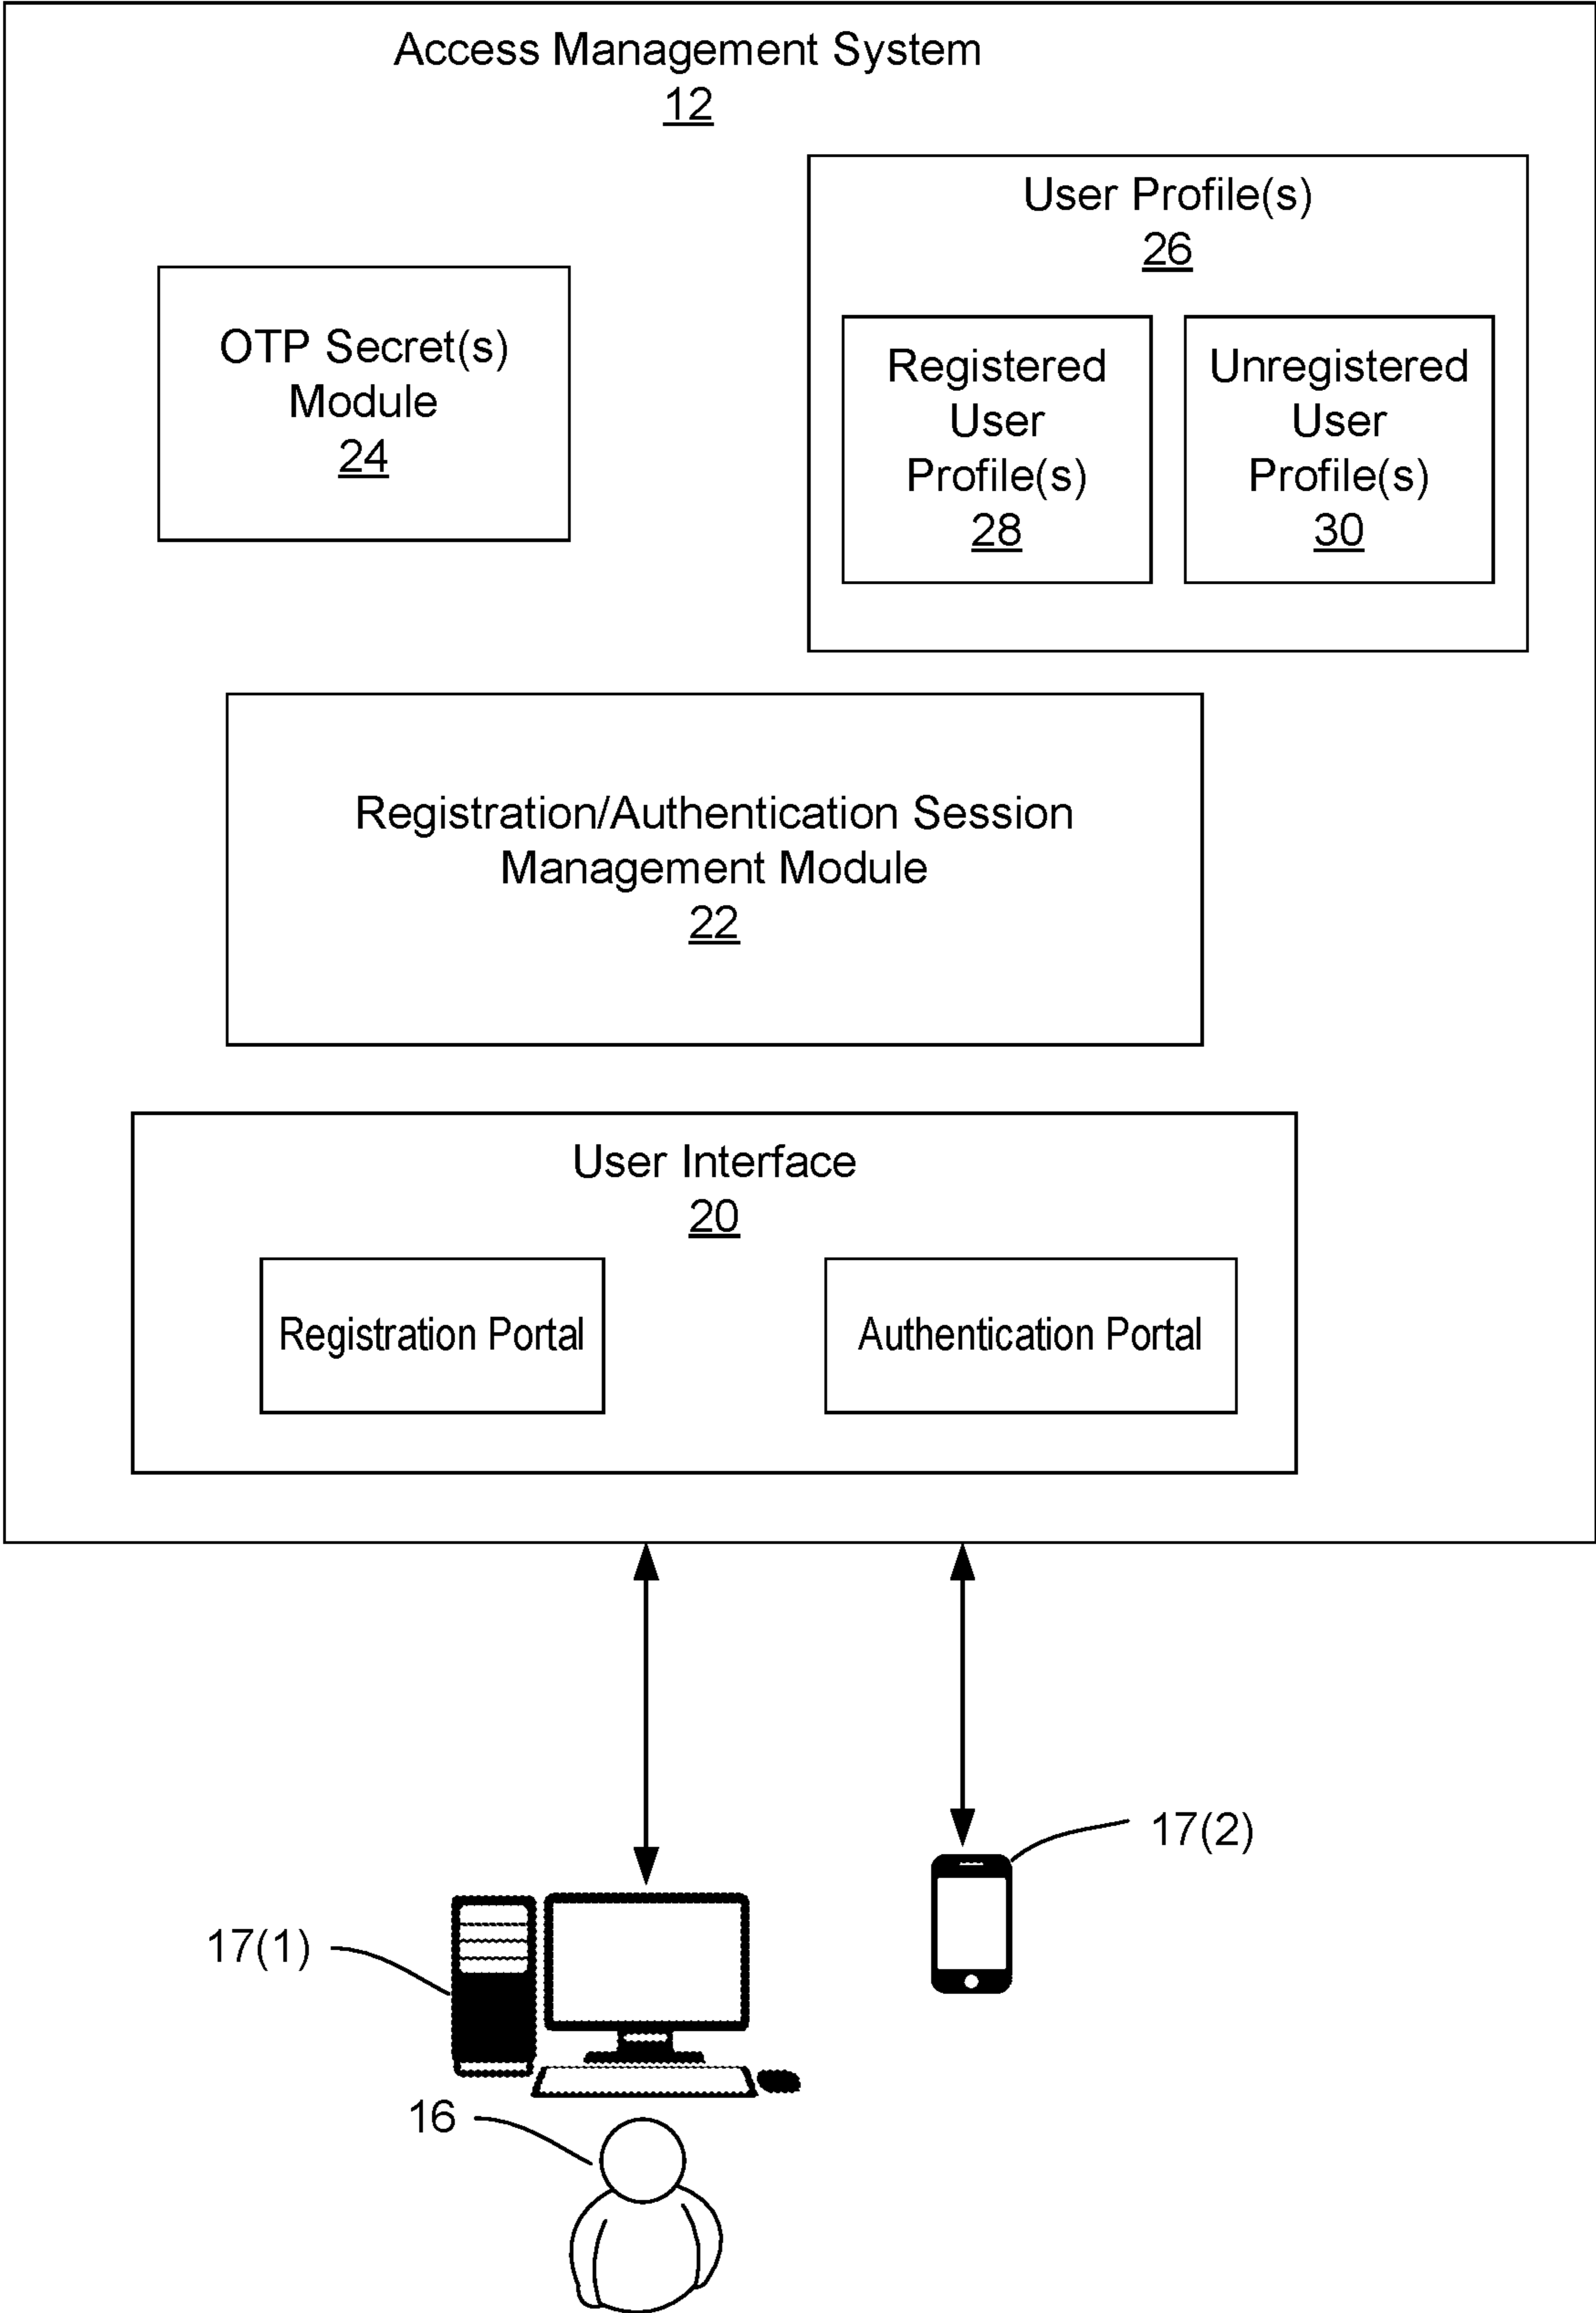 Access Management System
12
User Profile(s)
26
OTP Secret(s)
Module
24
Registered
User
Profile(s)
28
Unregistered
User
Profile(s)
30
Registration/Authentication Session
Management Module
22
User Interface
20
Registration Portal
Authentication Portal
17(2)
17(1)
16